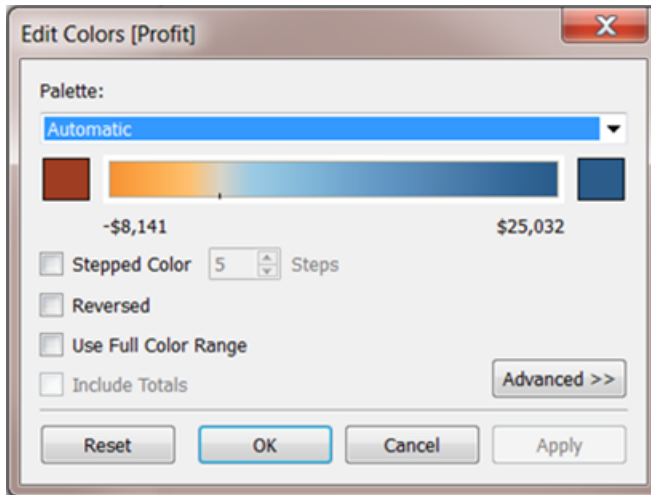 Edit Colors [Profit]
Palette:
Automatic
-$8,141 $25,032
Stepped Color 5 Steps
Reversed
Use Full Color Range
Include Totals
Advanced >>
Reset OK Cancel Apply